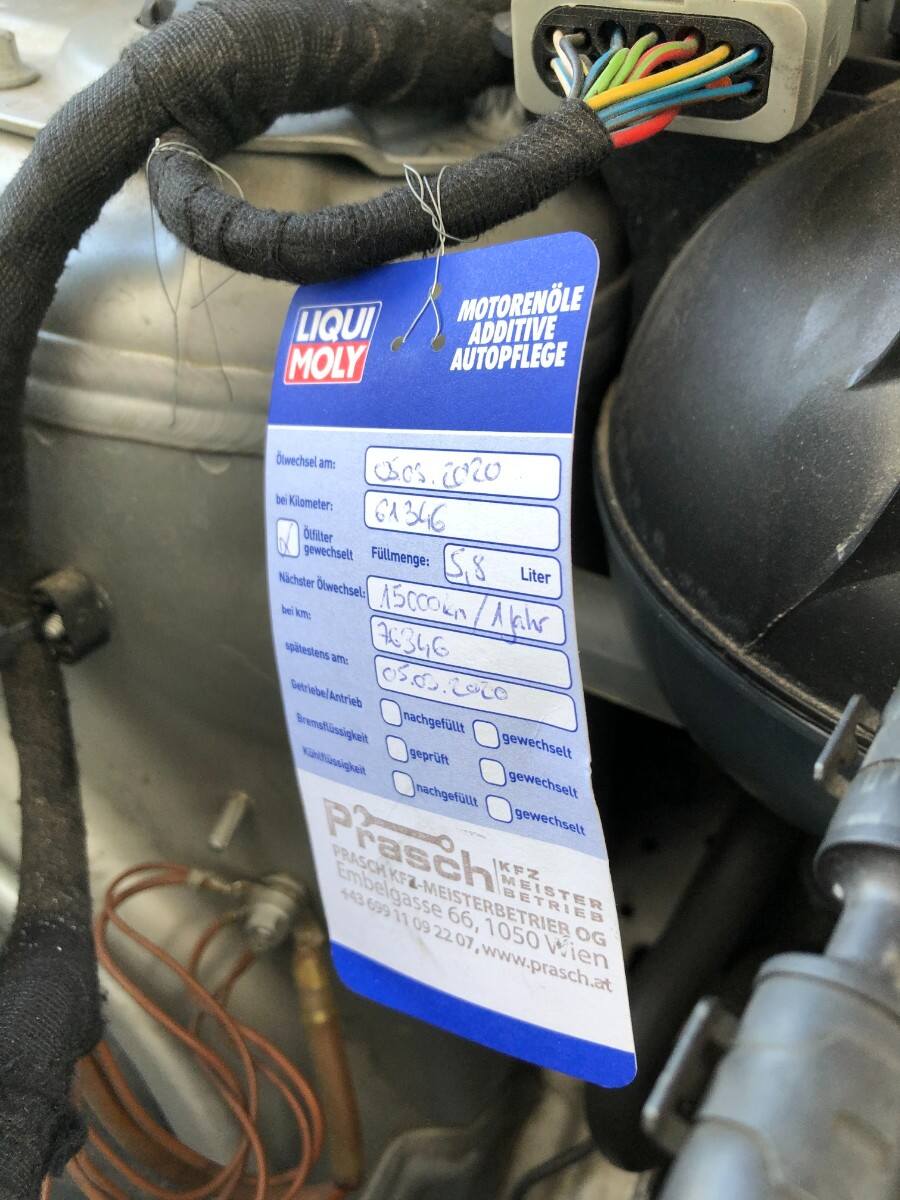 LIQUI
MOLY
MOTORENÖLE
ADDITIVE
AUTOPFLEGE
Ölwechsel am: 05.03.2020
bei Kilometer: 61346
Ölfilter
gewechselt
Füllmenge: 5,8 Liter
Nächster Ölwechsel: 15000km/1Jahr
bei km: 76346
spätestens am: 05.03.2020
Getriebe/Antrieb nachgefüllt gewechselt
Bremsflüssigkeit geprüft gewechselt
Kühlflüssigkeit nachgefüllt gewechselt
Prasch
KFZ
MEISTER
BETRIEB
PRASCH KFZ-MEISTERBETRIEB OG
Embelgasse 66, 1050 Wien
+43 699 11 09 22 07, www.prasch.at